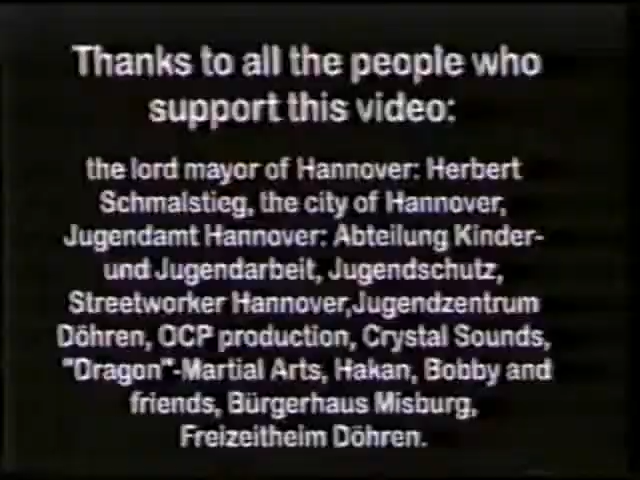 Thanks to all the people who
support this video:
the lord mayor of Hannover: Herbert
Schmalstieg, the city of Hannover,
Jugendamt Hannover: Abteilung Kinder-
und Jugendarbeit, Jugendschutz,
Streetworker Hannover,Jugendzentrum
Döhren, OCP production, Crystal Sounds,
"Dragon"-Martial Arts, Hakan, Bobby and
friends, Bürgerhaus Misburg,
Freizeitheim Döhren.